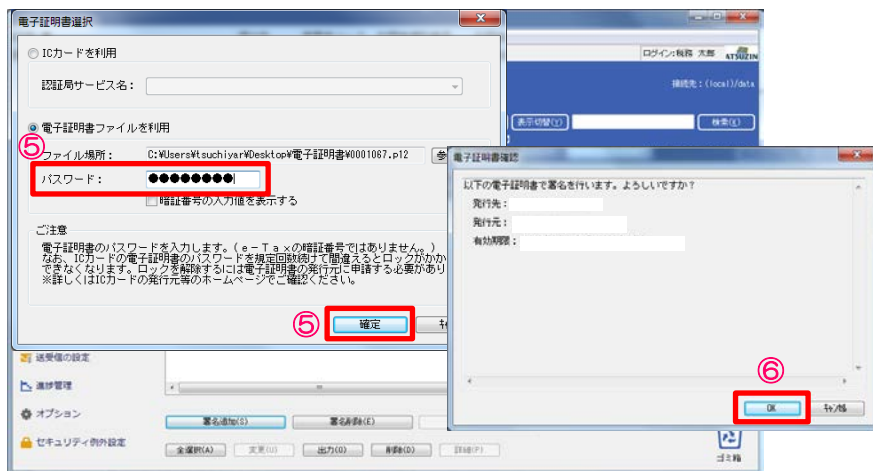 電子証明書選択
ICカードを利用
認証局サービス名：
電子証明書ファイルを利用
⑤
ファイル場所： C:¥Users¥tsuchiyar¥Desktop¥電子証明書¥0001067.p12 参
パスワード： ●●●●●●●●
暗証番号の入力値を表示する
ご注意
電子証明書のパスワードを入力します。(e－Ｔａｘの暗証番号ではありません。)
なお、ICカードの電子証明書のパスワードを規定回数続けて間違えるとロックがかか
できなくなります。ロックを解除するには電子証明書の発行元に申請する必要があり
※詳しくはICカードの発行元等のホームページでご確認ください。
⑤ 確定 ｷｬ
ログイン:税務 太郎 ATSUZIN
接続先：(local)/data
表示切替(Y) 検索(K)
電子証明書確認
以下の電子証明書で署名を行います。よろしいですか？
発行先：
発行元：
有効期限：
⑥
OK ｷｬﾝｾﾙ
送受信の設定
進捗管理
オプション
セキュリティ例外設定
署名追加(S) 署名削除(E)
全選択(A) 変更(U) 出力(O) 削除(D) 詳細(P)
ゴミ箱